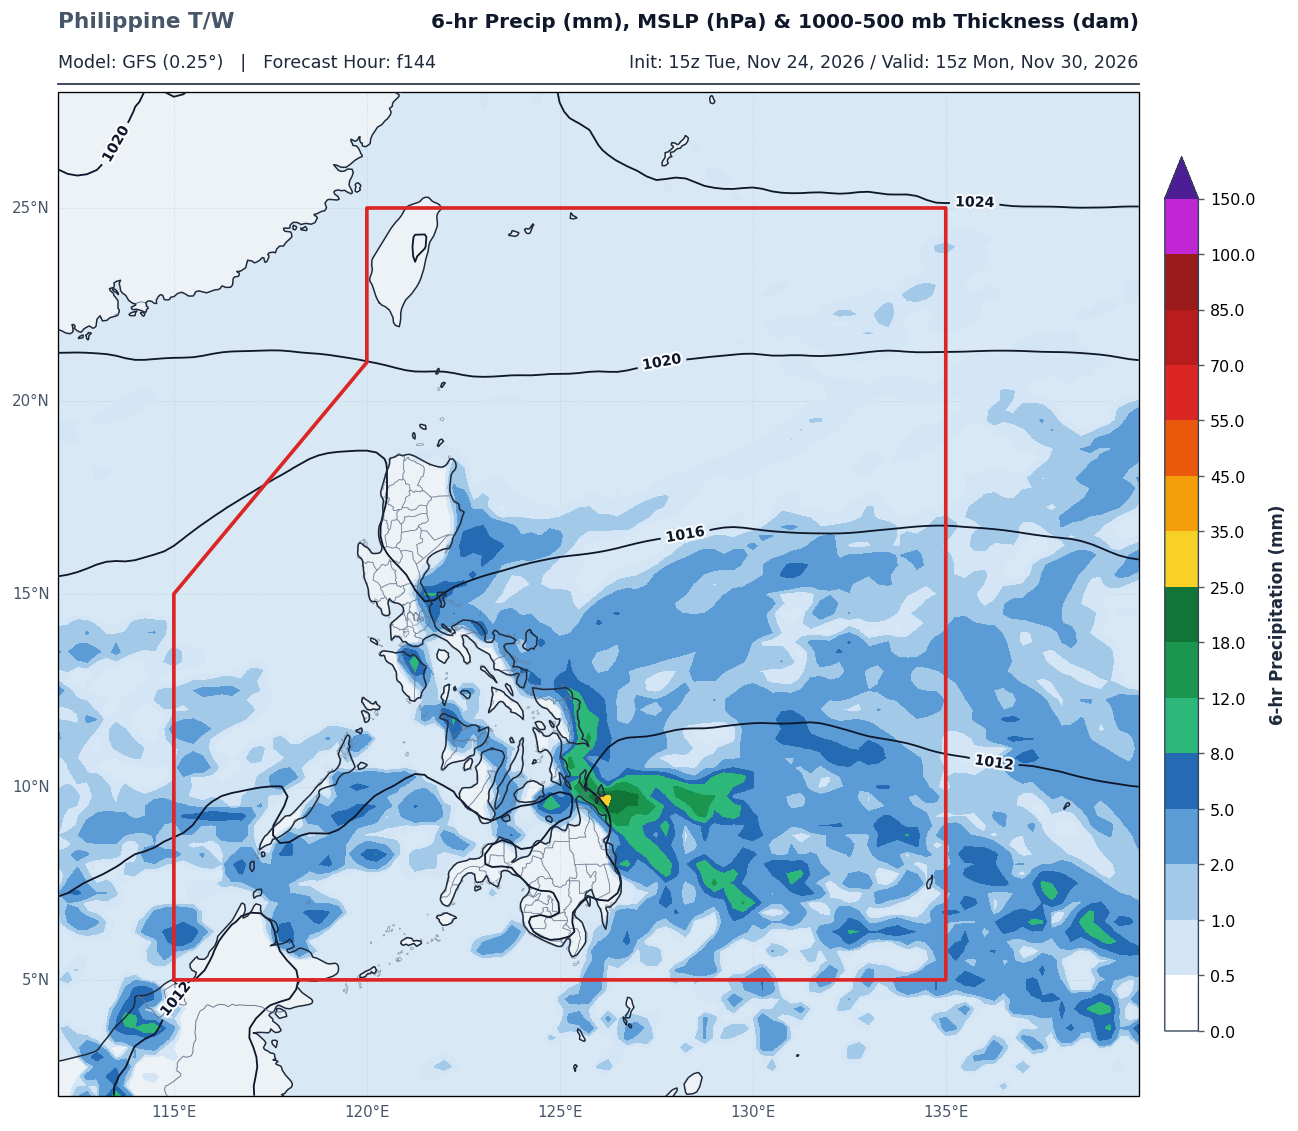 Philippine T/W
6-hr Precip (mm), MSLP (hPa) & 1000-500 mb Thickness (dam)
Model: GFS (0.25°) | Forecast Hour: f144
Init: 15z Tue, Nov 24, 2026 / Valid: 15z Mon, Nov 30, 2026
1020
1024
1020
1016
1012
1012
25°N
20°N
15°N
10°N
5°N
115°E
120°E
125°E
130°E
135°E
150.0
100.0
85.0
70.0
55.0
45.0
35.0
25.0
18.0
12.0
8.0
5.0
2.0
1.0
0.5
0.0
6-hr Precipitation (mm)